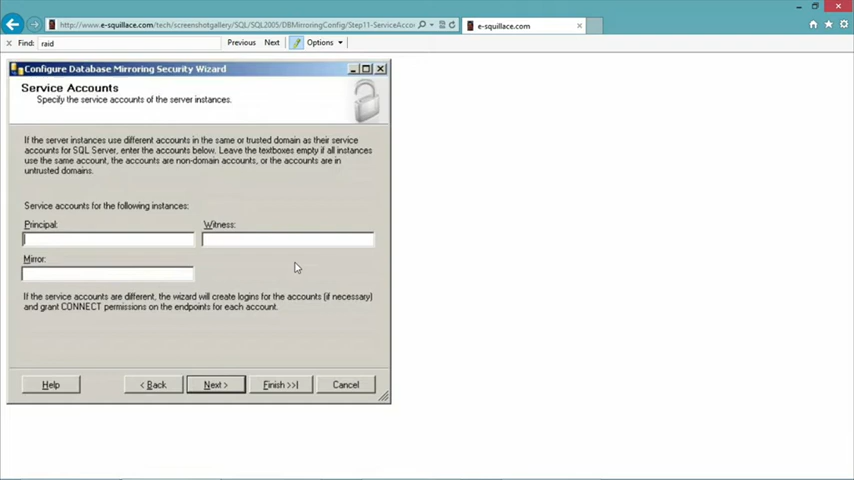 http://www.e-squillace.com/tech/screenshotgallery/SQL/SQL2005/DBMirroringConfig/Step11-ServiceAccou
e-squillace.com
Find: raid
Previous Next Options
Configure Database Mirroring Security Wizard
Service Accounts
Specify the service accounts of the server instances.
If the server instances use different accounts in the same or trusted domain as their service
accounts for SQL Server, enter the accounts below. Leave the textboxes empty if all instances
use the same account, the accounts are non-domain accounts, or the accounts are in
untrusted domains.
Service accounts for the following instances:
Principal: Witness:
Mirror:
If the service accounts are different, the wizard will create logins for the accounts (if necessary)
and grant CONNECT permissions on the endpoints for each account.
Help < Back Next > Finish >>| Cancel